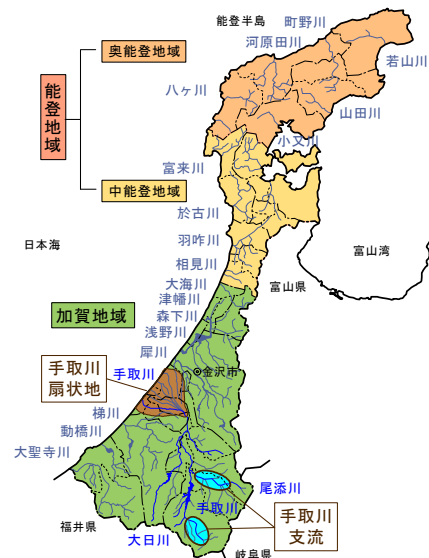 能登半島
町野川
河原田川
若山川
奥能登地域
能登地域
八ヶ川
山田川
小又川
富来川
中能登地域
於古川
日本海
羽咋川
富山湾
相見川
大海川
富山県
津幡川
加賀地域
森下川
浅野川
犀川
手取川
扇状地
手取川
金沢市
梯川
動橋川
大聖寺川
尾添川
手取川
手取川
支流
福井県
大日川
岐阜県